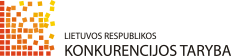 LIETUVOS RESPUBLIKOS
KONKURENCIJOS TARYBA